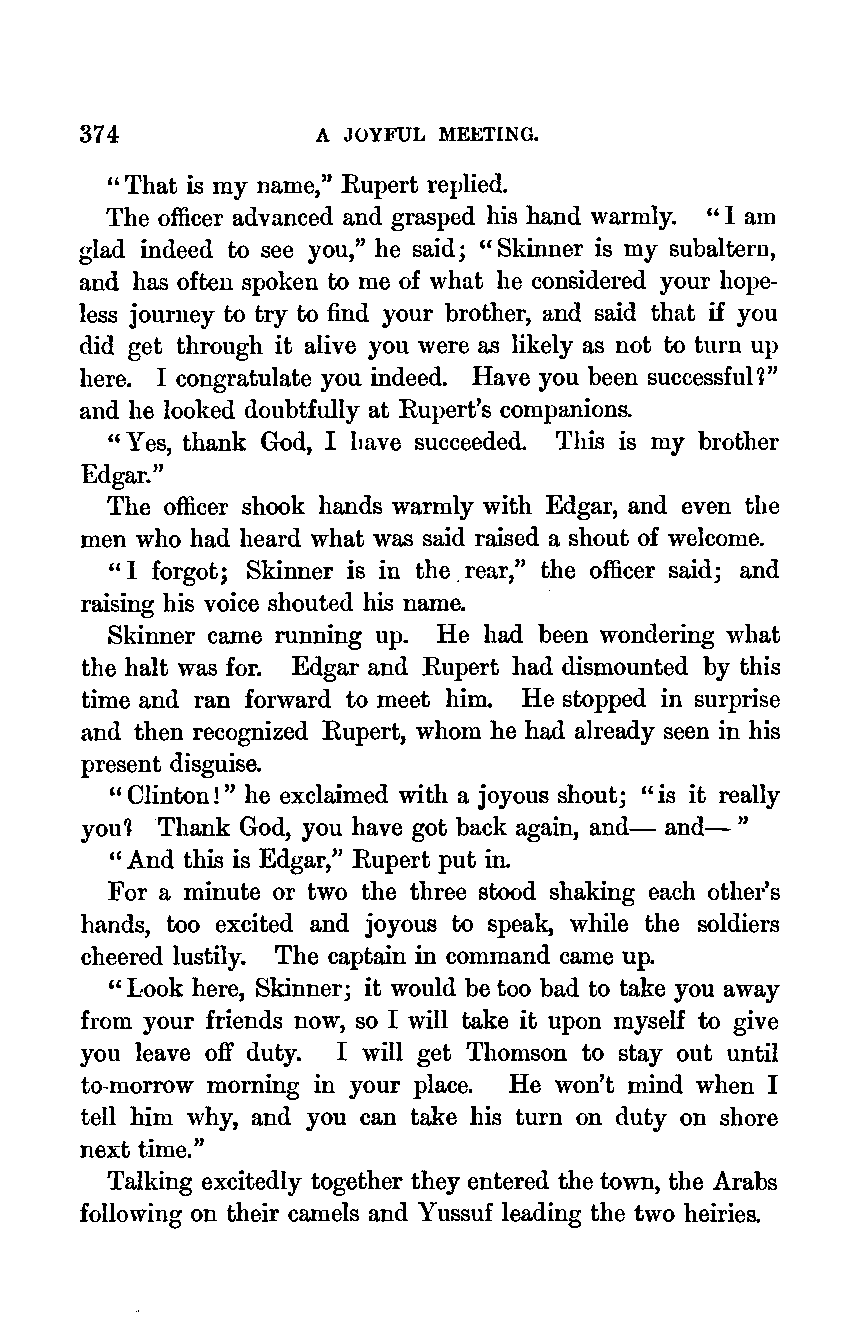 374 A JOYFUL MEETING.
“That is my name,” Rupert replied.
The officer advanced and grasped his hand warmly. “I am
glad indeed to see you,” he said; “Skinner is my subaltern,
and has often spoken to me of what he considered your hope-
less journey to try to find your brother, and said that if you
did get through it alive you were as likely as not to turn up
here. I congratulate you indeed. Have you been successful?”
and he looked doubtfully at Rupert's companions.
“Yes, thank God, I have succeeded. This is my brother
Edgar.”
The officer shook hands warmly with Edgar, and even the
men who had heard what was said raised a shout of welcome.
“I forgot; Skinner is in the rear,” the officer said; and
raising his voice shouted his name.
Skinner came running up. He had been wondering what
the halt was for. Edgar and Rupert had dismounted by this
time and ran forward to meet him. He stopped in surprise
and then recognized Rupert, whom he had already seen in his
present disguise.
“Clinton!” he exclaimed with a joyous shout; “is it really
you? Thank God, you have got back again, and— and— ”
“And this is Edgar,” Rupert put in.
For a minute or two the three stood shaking each other's
hands, too excited and joyous to speak, while the soldiers
cheered lustily. The captain in command came up.
“Look here, Skinner; it would be too bad to take you away
from your friends now, so I will take it upon myself to give
you leave off duty. I will get Thomson to stay out until
to-morrow morning in your place. He won't mind when I
tell him why, and you can take his turn on duty on shore
next time.”
Talking excitedly together they entered the town, the Arabs
following on their camels and Yussuf leading the two heiries.